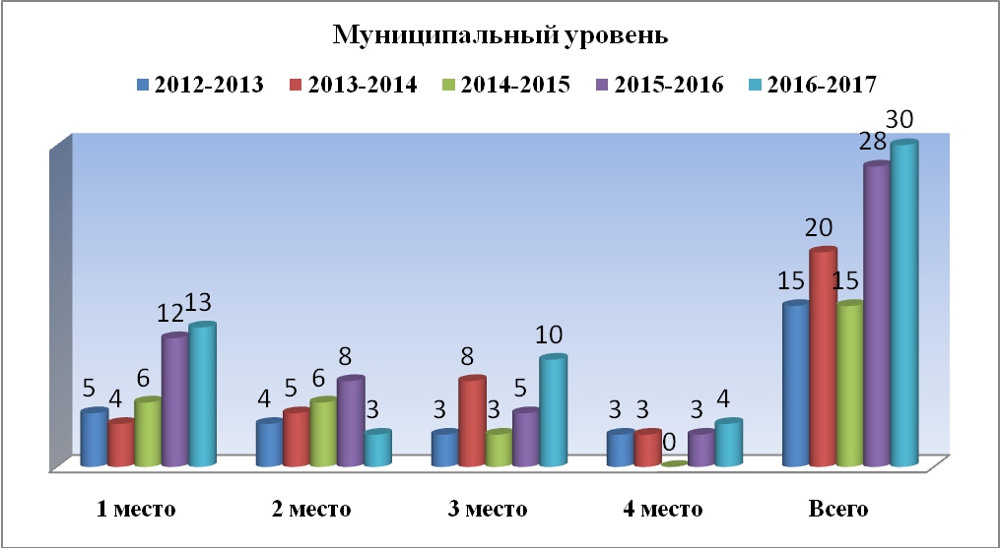 Муниципальный уровень
2012-2013 2013-2014 2014-2015 2015-2016 2016-2017
5 4 6 12 13
4 5 6 8 3
3 8 3 5 10
3 3 0 3 4
15 20 15 28 30
1 место 2 место 3 место 4 место Всего